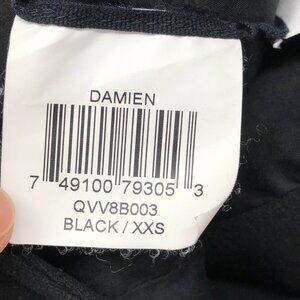 DAMIEN
7 49100 79305 3
QVV8B003
BLACK / XXS